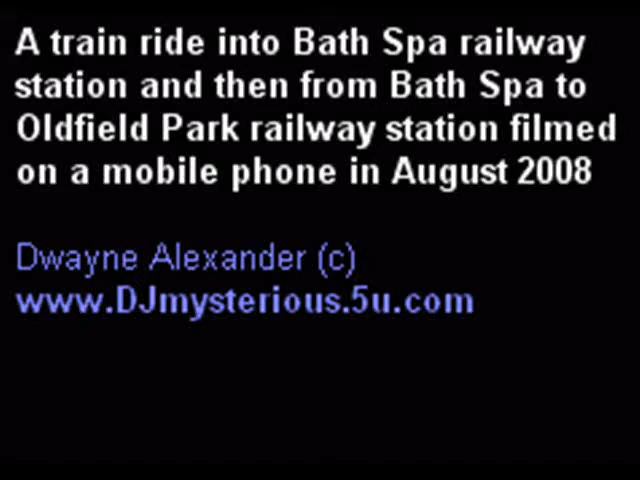 A train ride into Bath Spa railway
station and then from Bath Spa to
Oldfield Park railway station filmed
on a mobile phone in August 2008
Dwayne Alexander (c)
www.DJmysterious.5u.com